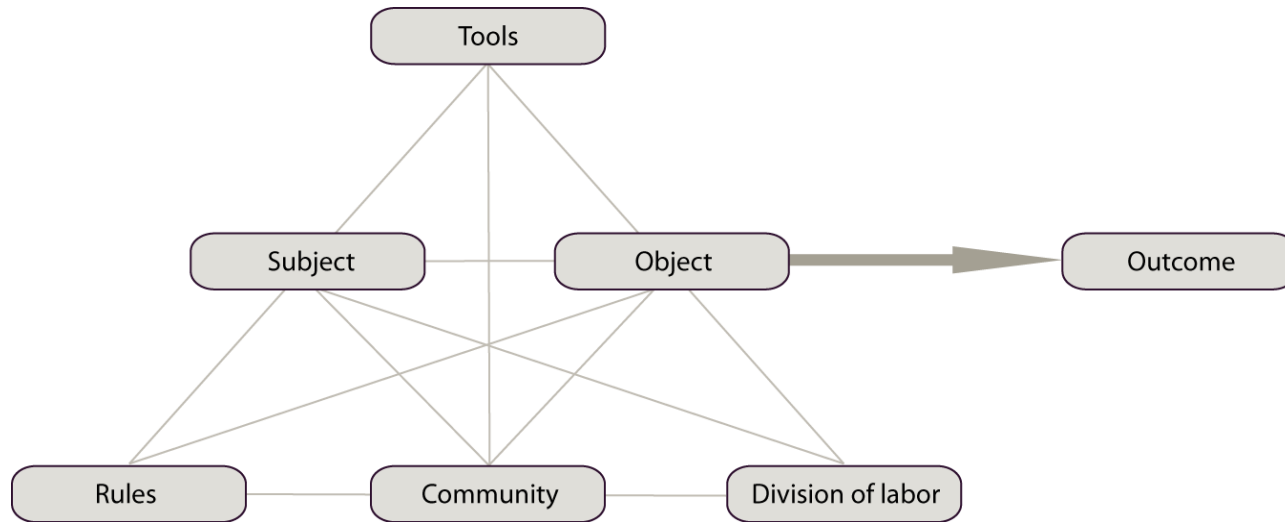 Tools
Subject
Object
Outcome
Rules
Community
Division of labor